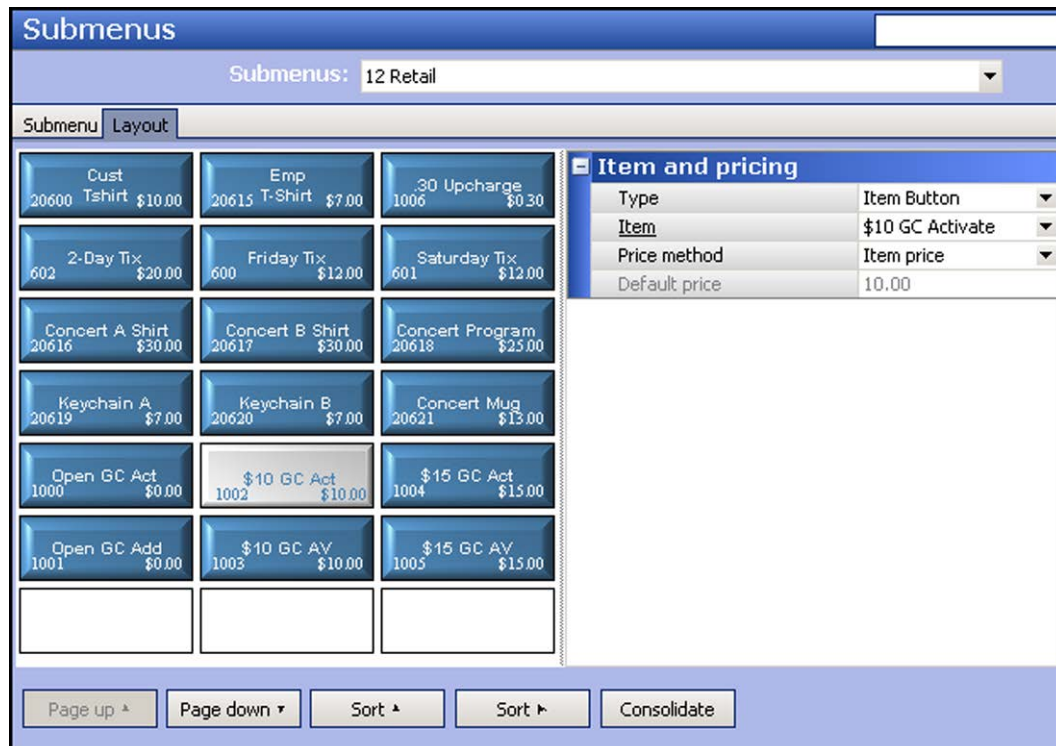 Submenus
Submenus: 12 Retail
Submenu Layout
Cust Tshirt 20600 $10.00
Emp T-Shirt 20615 $7.00
.30 Upcharge 1006 $0.30
2-Day Tix 602 $20.00
Friday Tix 600 $12.00
Saturday Tix 601 $12.00
Concert A Shirt 20616 $30.00
Concert B Shirt 20617 $30.00
Concert Program 20618 $25.00
Keychain A 20619 $7.00
Keychain B 20620 $7.00
Concert Mug 20621 $13.00
Open GC Act 1000 $0.00
$10 GC Act 1002 $10.00
$15 GC Act 1004 $15.00
Open GC Add 1001 $0.00
$10 GC AV 1003 $10.00
$15 GC AV 1005 $15.00
Item and pricing
Type Item Button
Item $10 GC Activate
Price method Item price
Default price 10.00
Page up
Page down
Sort
Sort
Consolidate